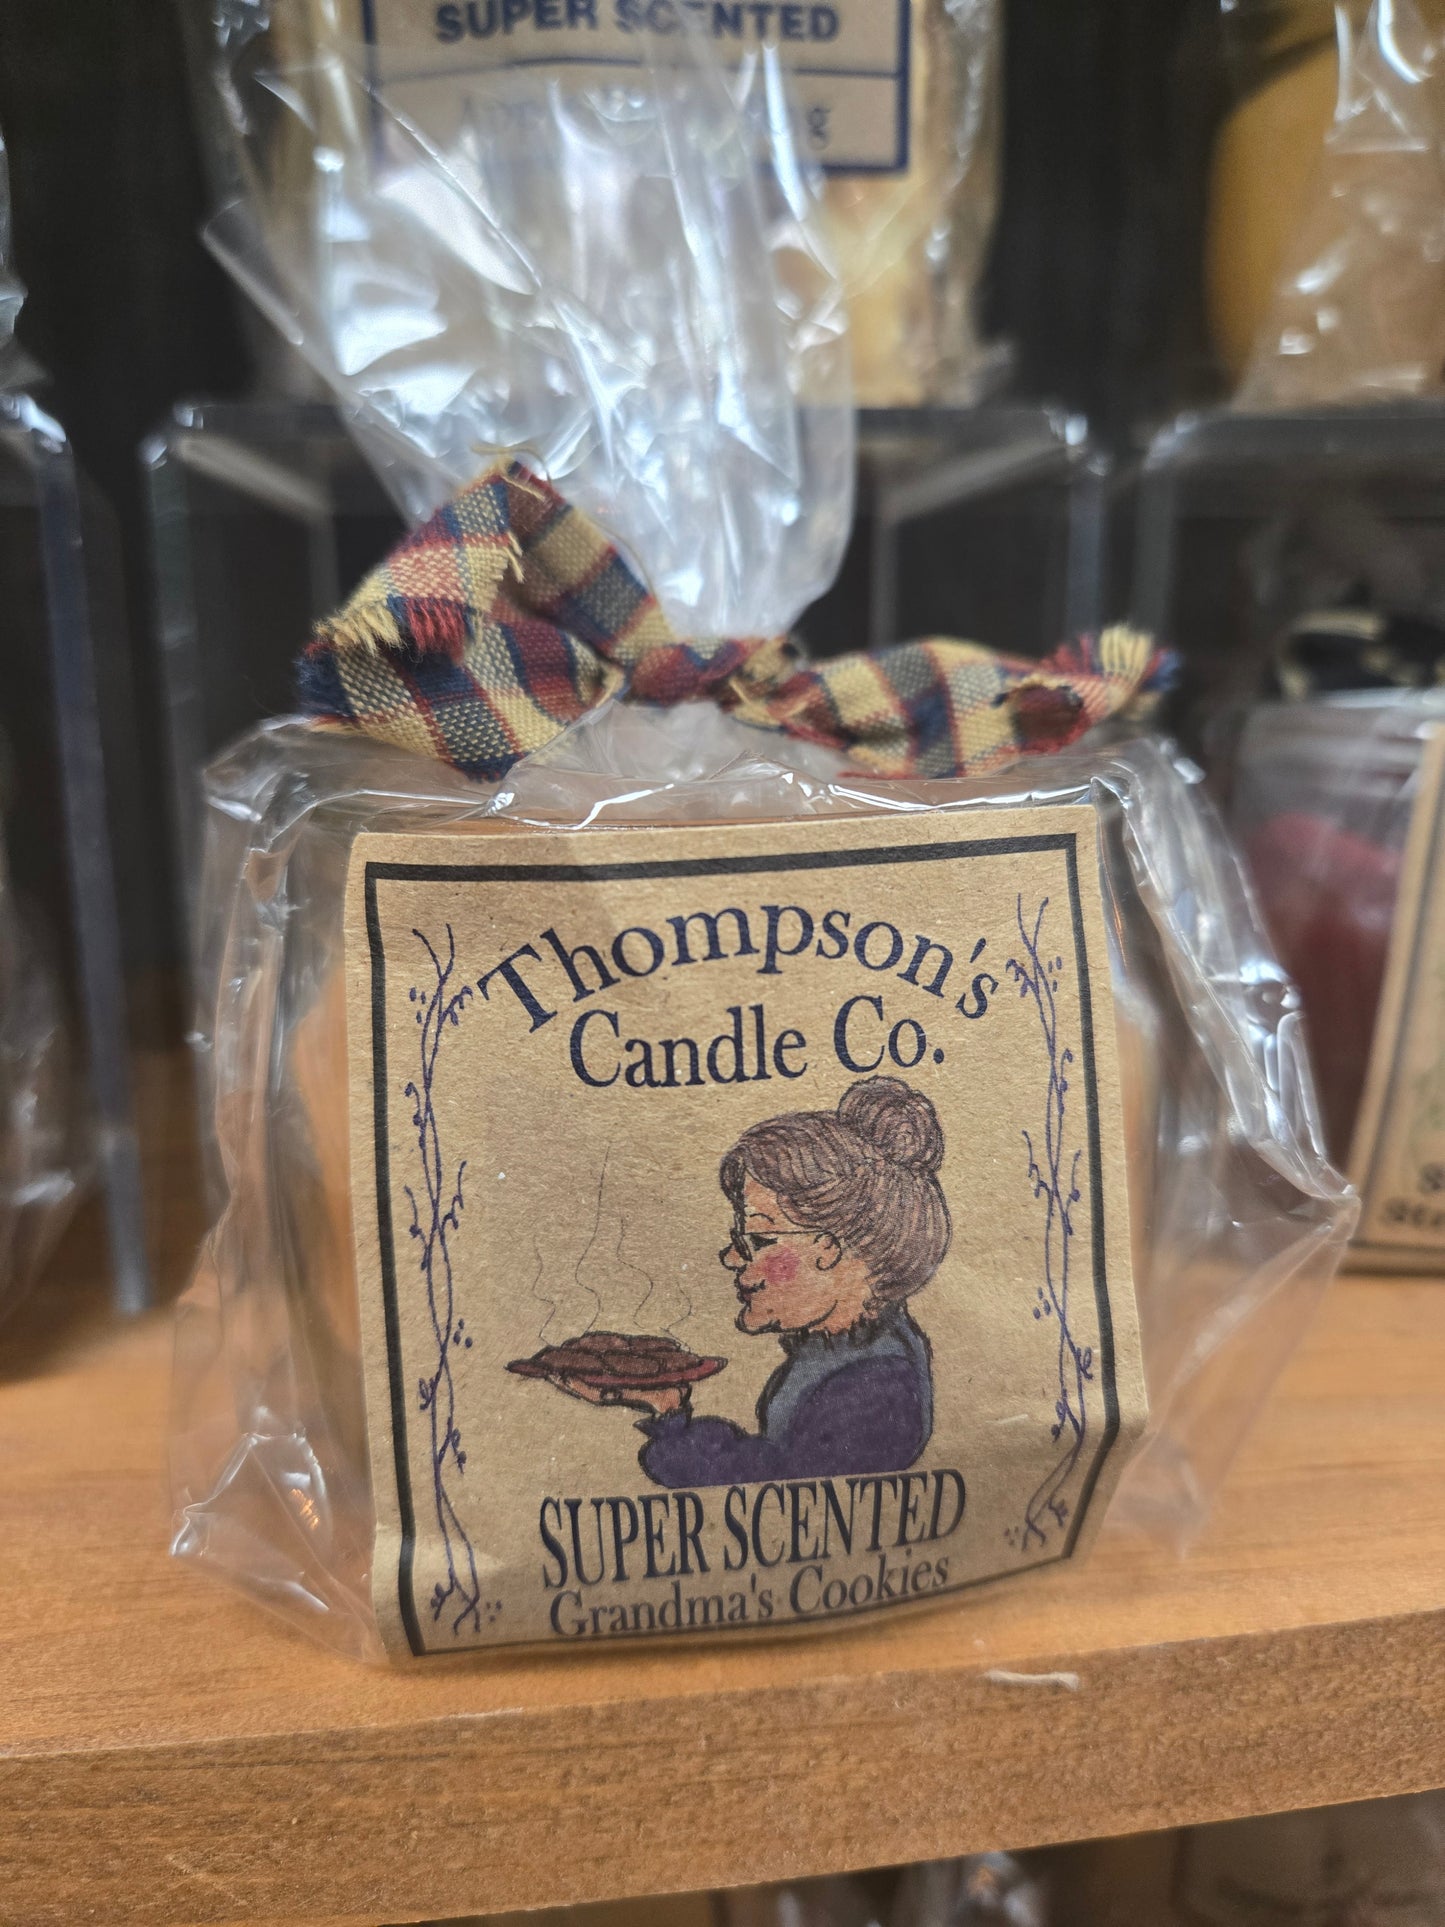 SUPER SCENTED
Thompson's
Candle Co.
SUPER SCENTED
Grandma's Cookies